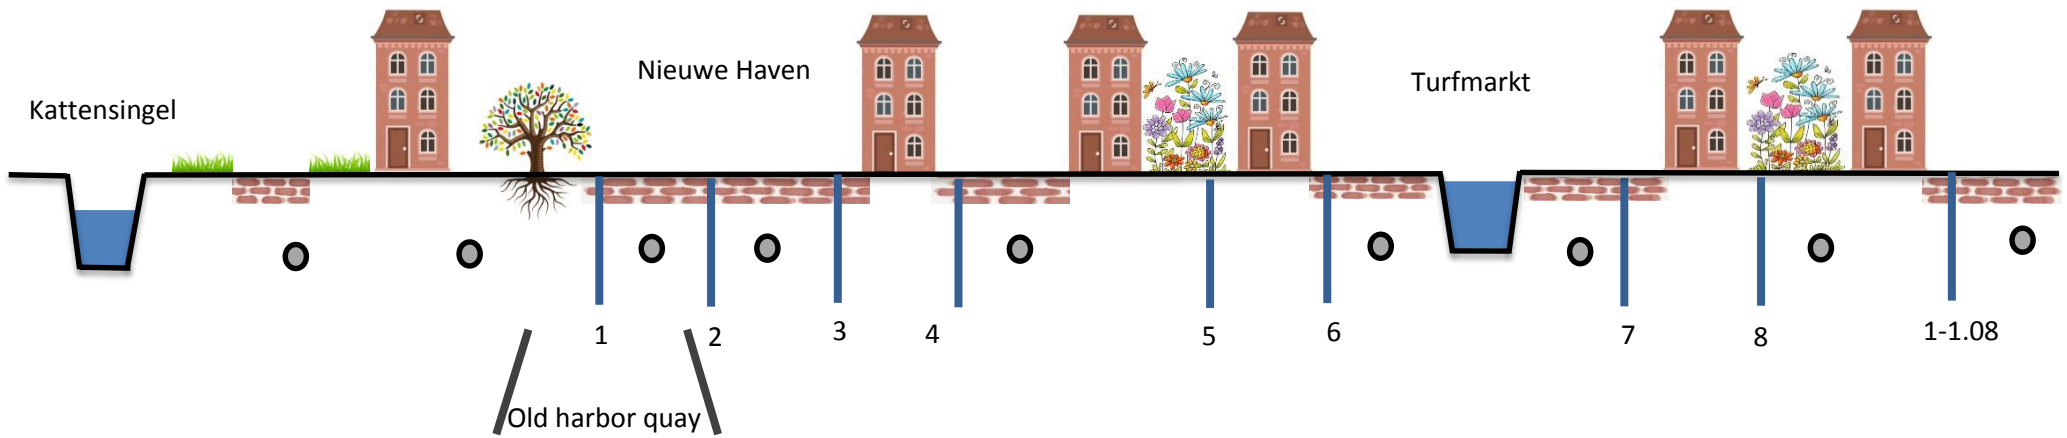 Kattensingel
Nieuwe Haven
Turfmarkt
1
2
3
4
5
6
7
8
1-1.08
Old harbor quay